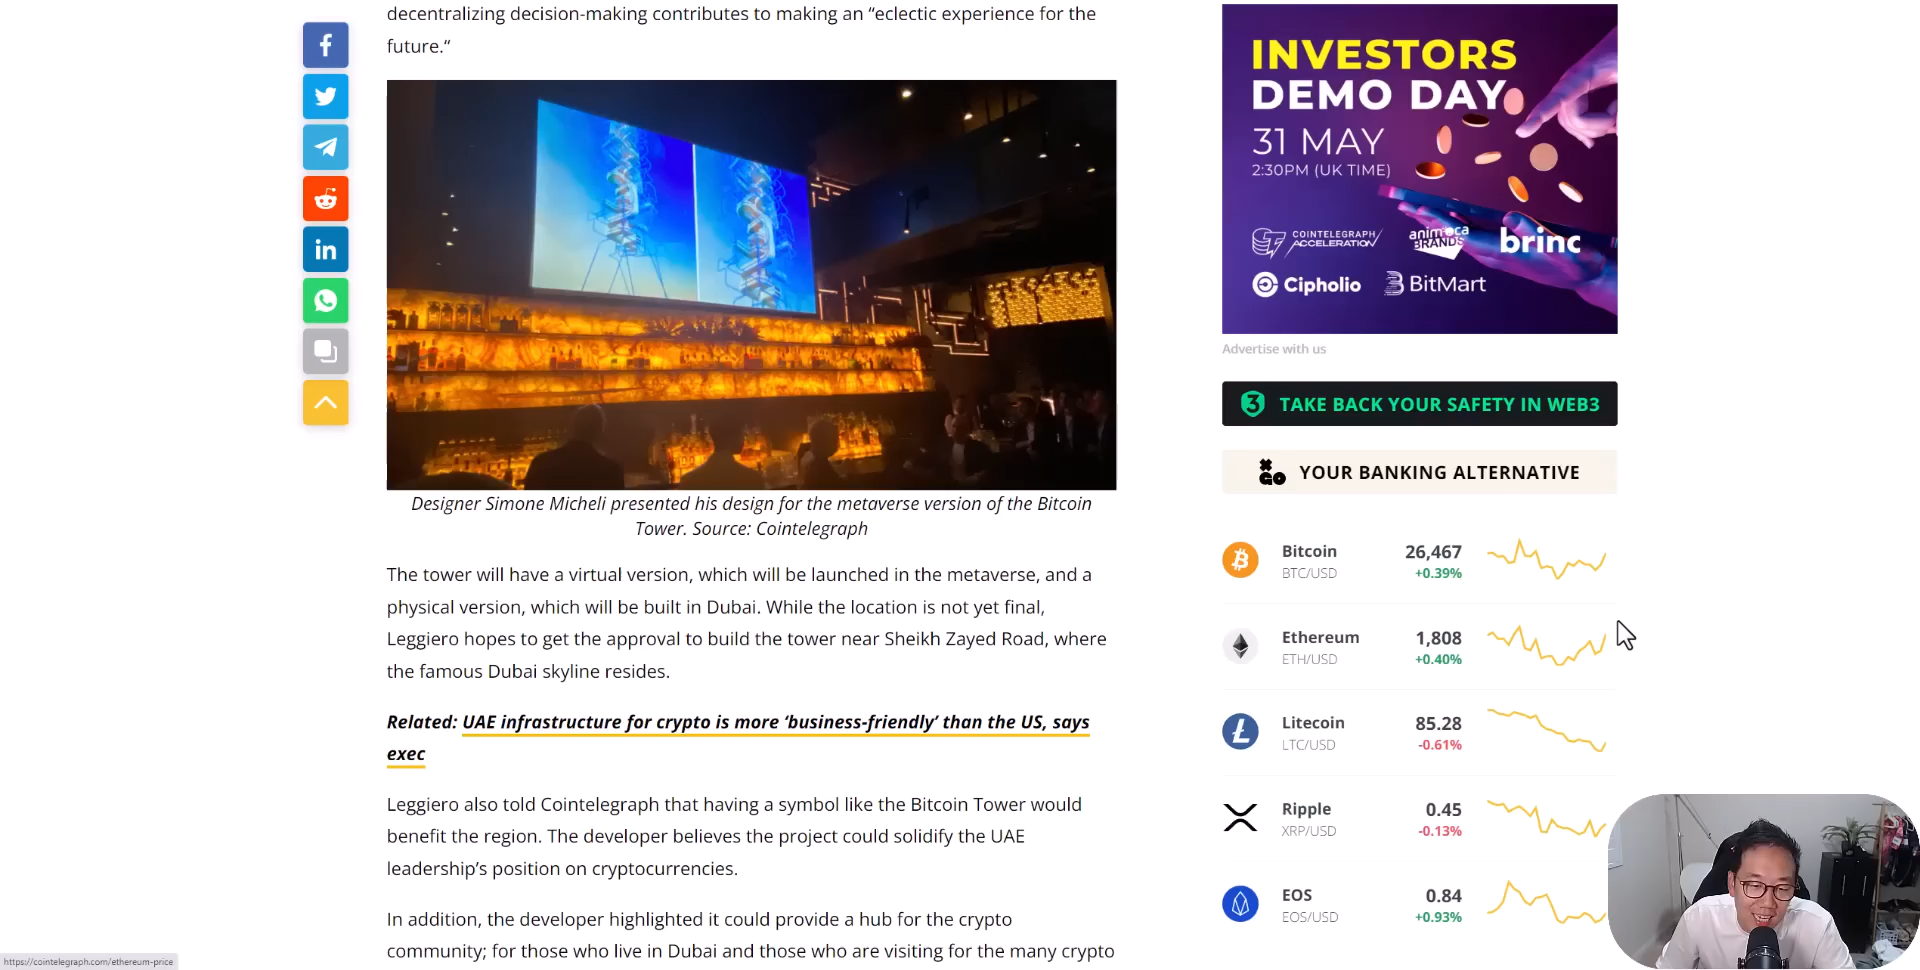 decentralizing decision-making contributes to making an “eclectic experience for the
future.“
Designer Simone Micheli presented his design for the metaverse version of the Bitcoin
Tower. Source: Cointelegraph
The tower will have a virtual version, which will be launched in the metaverse, and a
physical version, which will be built in Dubai. While the location is not yet final,
Leggiero hopes to get the approval to build the tower near Sheikh Zayed Road, where
the famous Dubai skyline resides.
Related: UAE infrastructure for crypto is more ‘business-friendly’ than the US, says
exec
Leggiero also told Cointelegraph that having a symbol like the Bitcoin Tower would
benefit the region. The developer believes the project could solidify the UAE
leadership’s position on cryptocurrencies.
In addition, the developer highlighted it could provide a hub for the crypto
community; for those who live in Dubai and those who are visiting for the many crypto
INVESTORS
DEMO DAY
31 MAY
2:30PM (UK TIME)
COINTELEGRAPH
ACCELERATION
animoca
BRANDS
brinc
Cipholio
BitMart
Advertise with us
TAKE BACK YOUR SAFETY IN WEB3
YOUR BANKING ALTERNATIVE
Bitcoin 26,467
BTC/USD +0.39%
Ethereum 1,808
ETH/USD +0.40%
Litecoin 85.28
LTC/USD -0.61%
Ripple 0.45
XRP/USD -0.13%
EOS 0.84
EOS/USD +0.93%
https://cointelegraph.com/ethereum-price